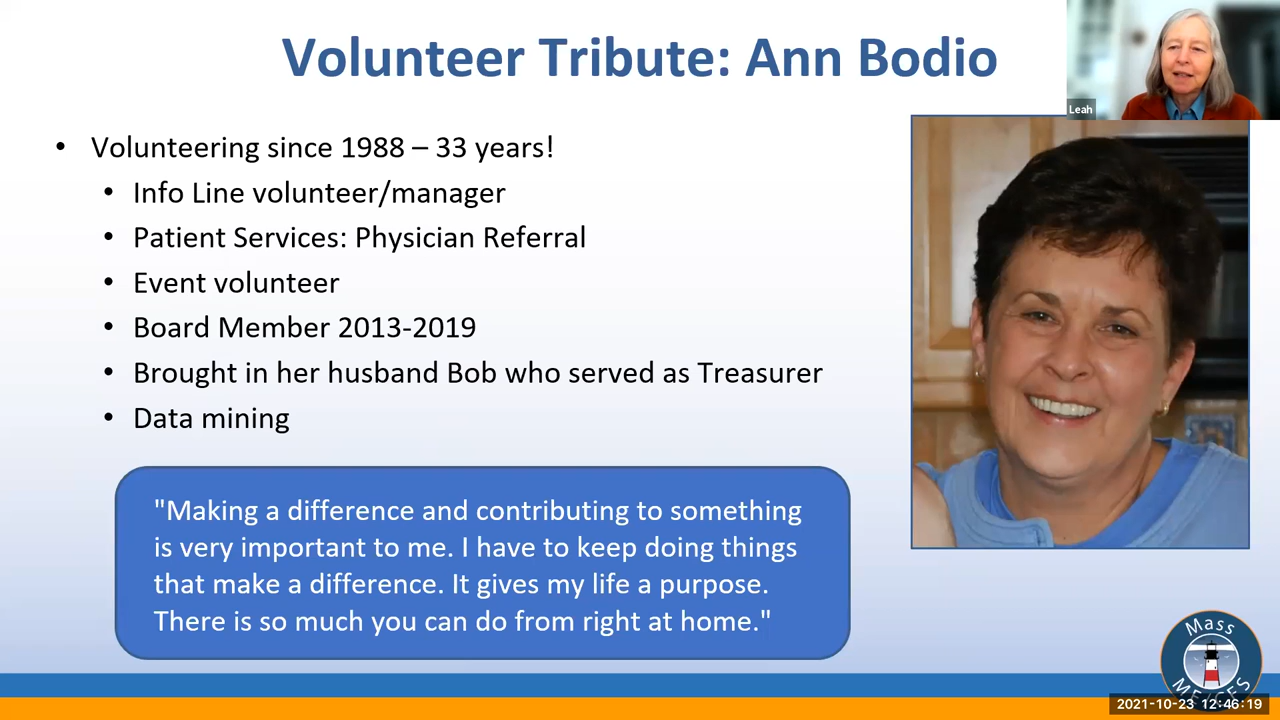 Volunteer Tribute: Ann Bodio
Leah
• Volunteering since 1988 – 33 years!
• Info Line volunteer/manager
• Patient Services: Physician Referral
• Event volunteer
• Board Member 2013-2019
• Brought in her husband Bob who served as Treasurer
• Data mining
"Making a difference and contributing to something
is very important to me. I have to keep doing things
that make a difference. It gives my life a purpose.
There is so much you can do from right at home."
Mass
ME/CFS
2021-10-23 12:46:19